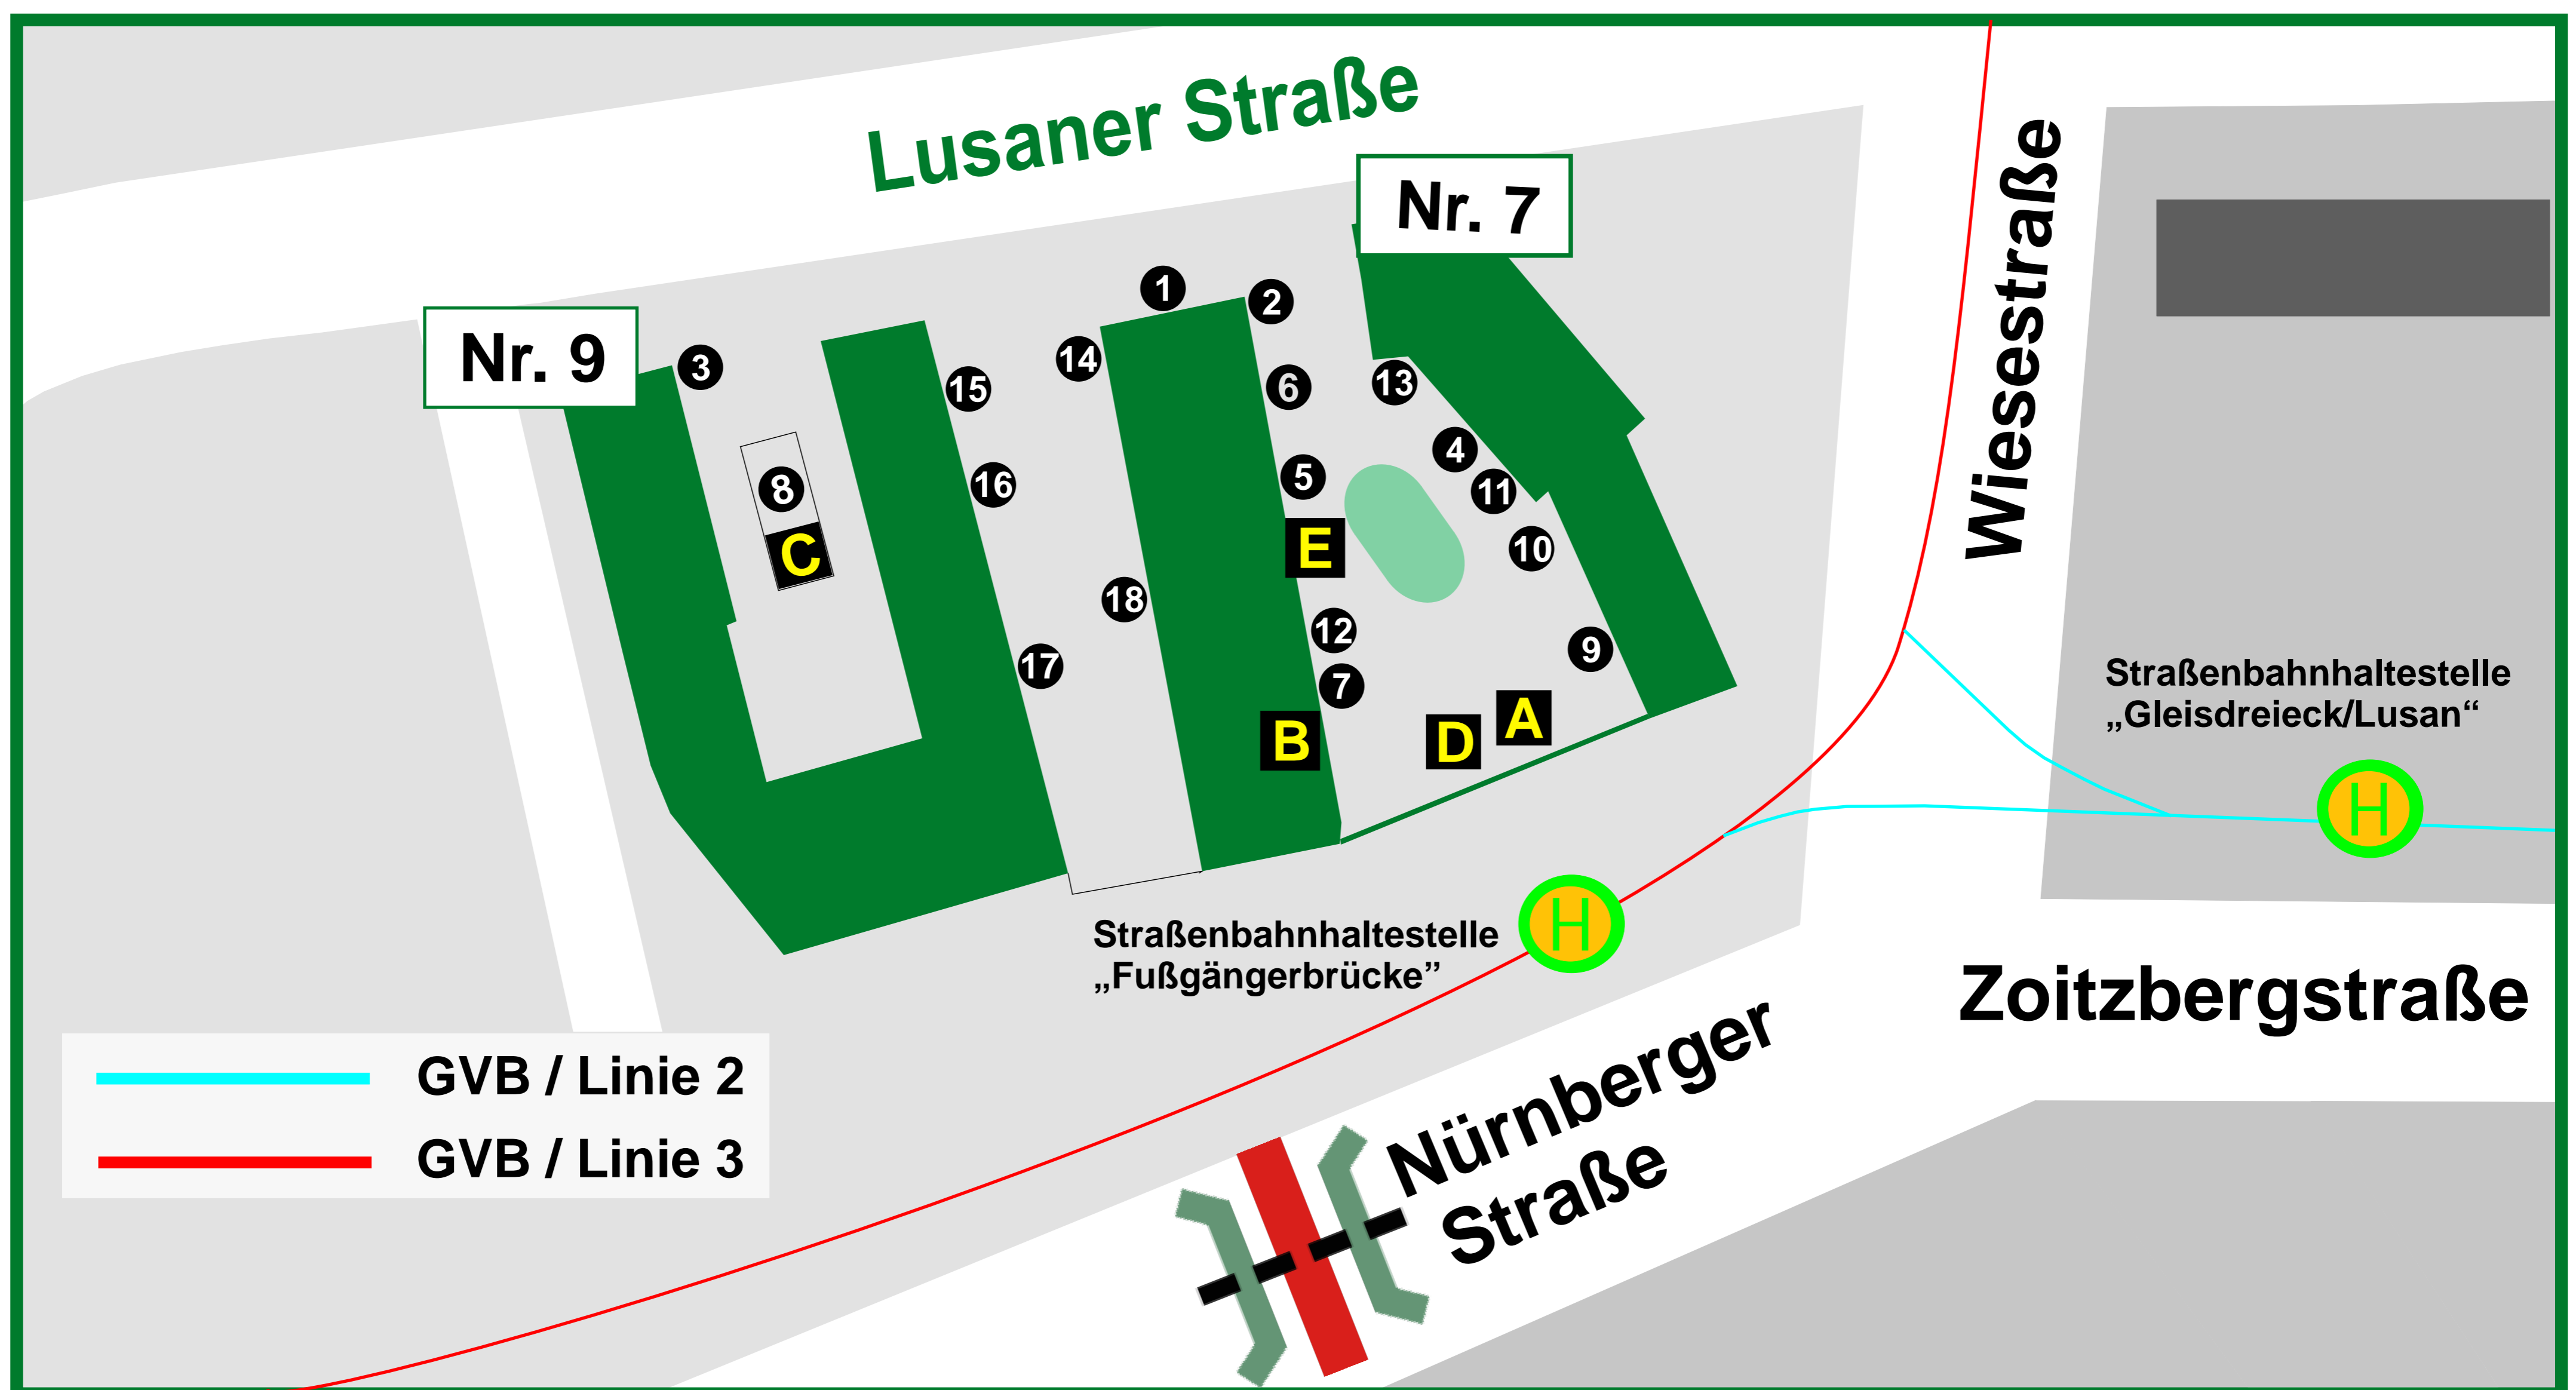 Lusaner Straße
Nr. 7
Nr. 9
Wiesestraße
1
2
3
14
15
13
6
4
5
16
11
8
E
10
C
18
12
9
17
7
A
B
D
Straßenbahnhaltestelle
„Gleisdreieck/Lusan“
H
Straßenbahnhaltestelle
„Fußgängerbrücke”
H
Zoitzbergstraße
Nürnberger
Straße
GVB / Linie 2
GVB / Linie 3